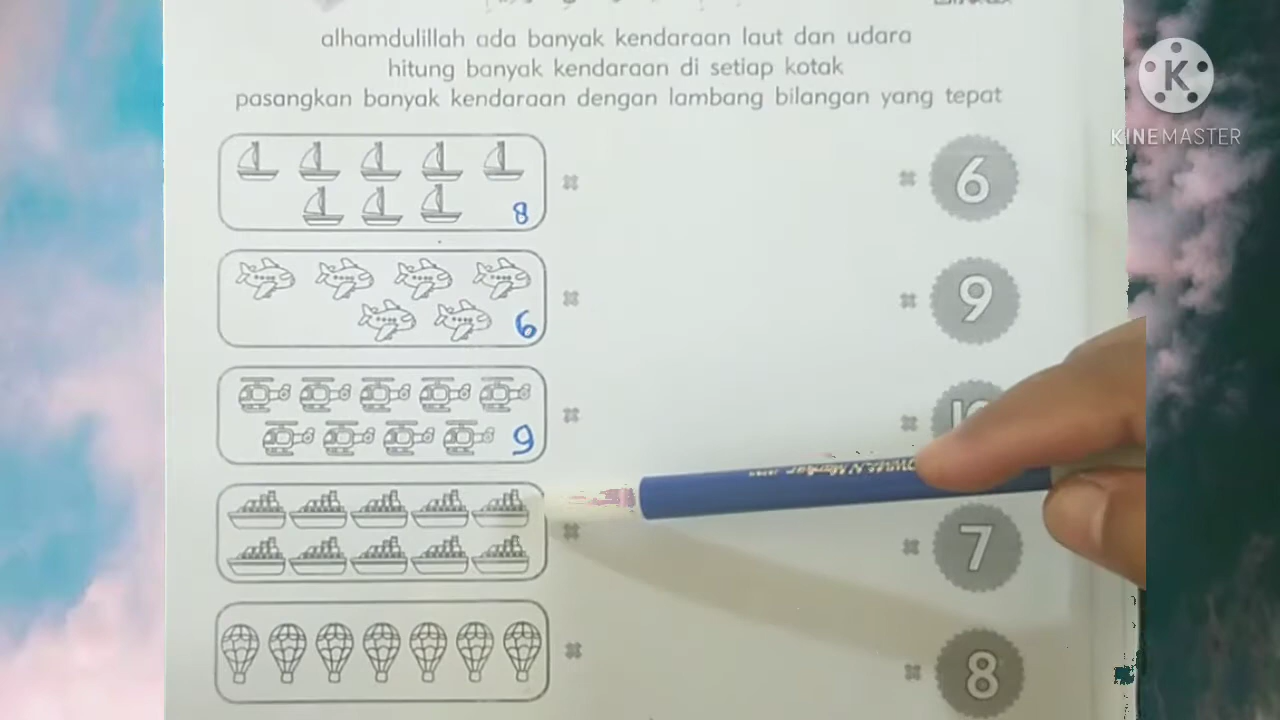 alhamdulillah ada banyak kendaraan laut dan udara
hitung banyak kendaraan di setiap kotak
pasangkan banyak kendaraan dengan lambang bilangan yang tepat
K
KINEMASTER
8
6
6
9
9
7
8